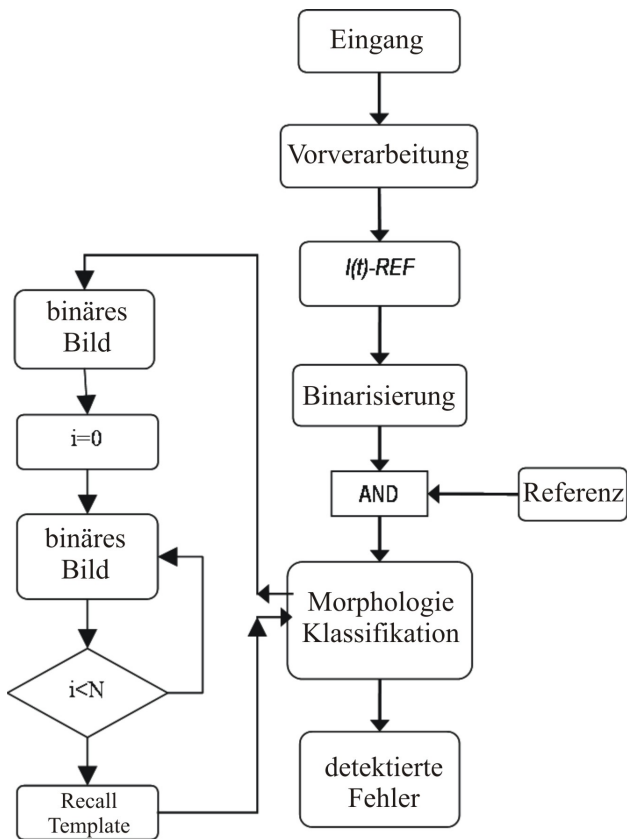 Eingang
Vorverarbeitung
I(t)-REF
Binarisierung
AND
Referenz
Morphologie
Klassifikation
detektierte
Fehler
binäres
Bild
i=0
binäres
Bild
i<N
Recall
Template